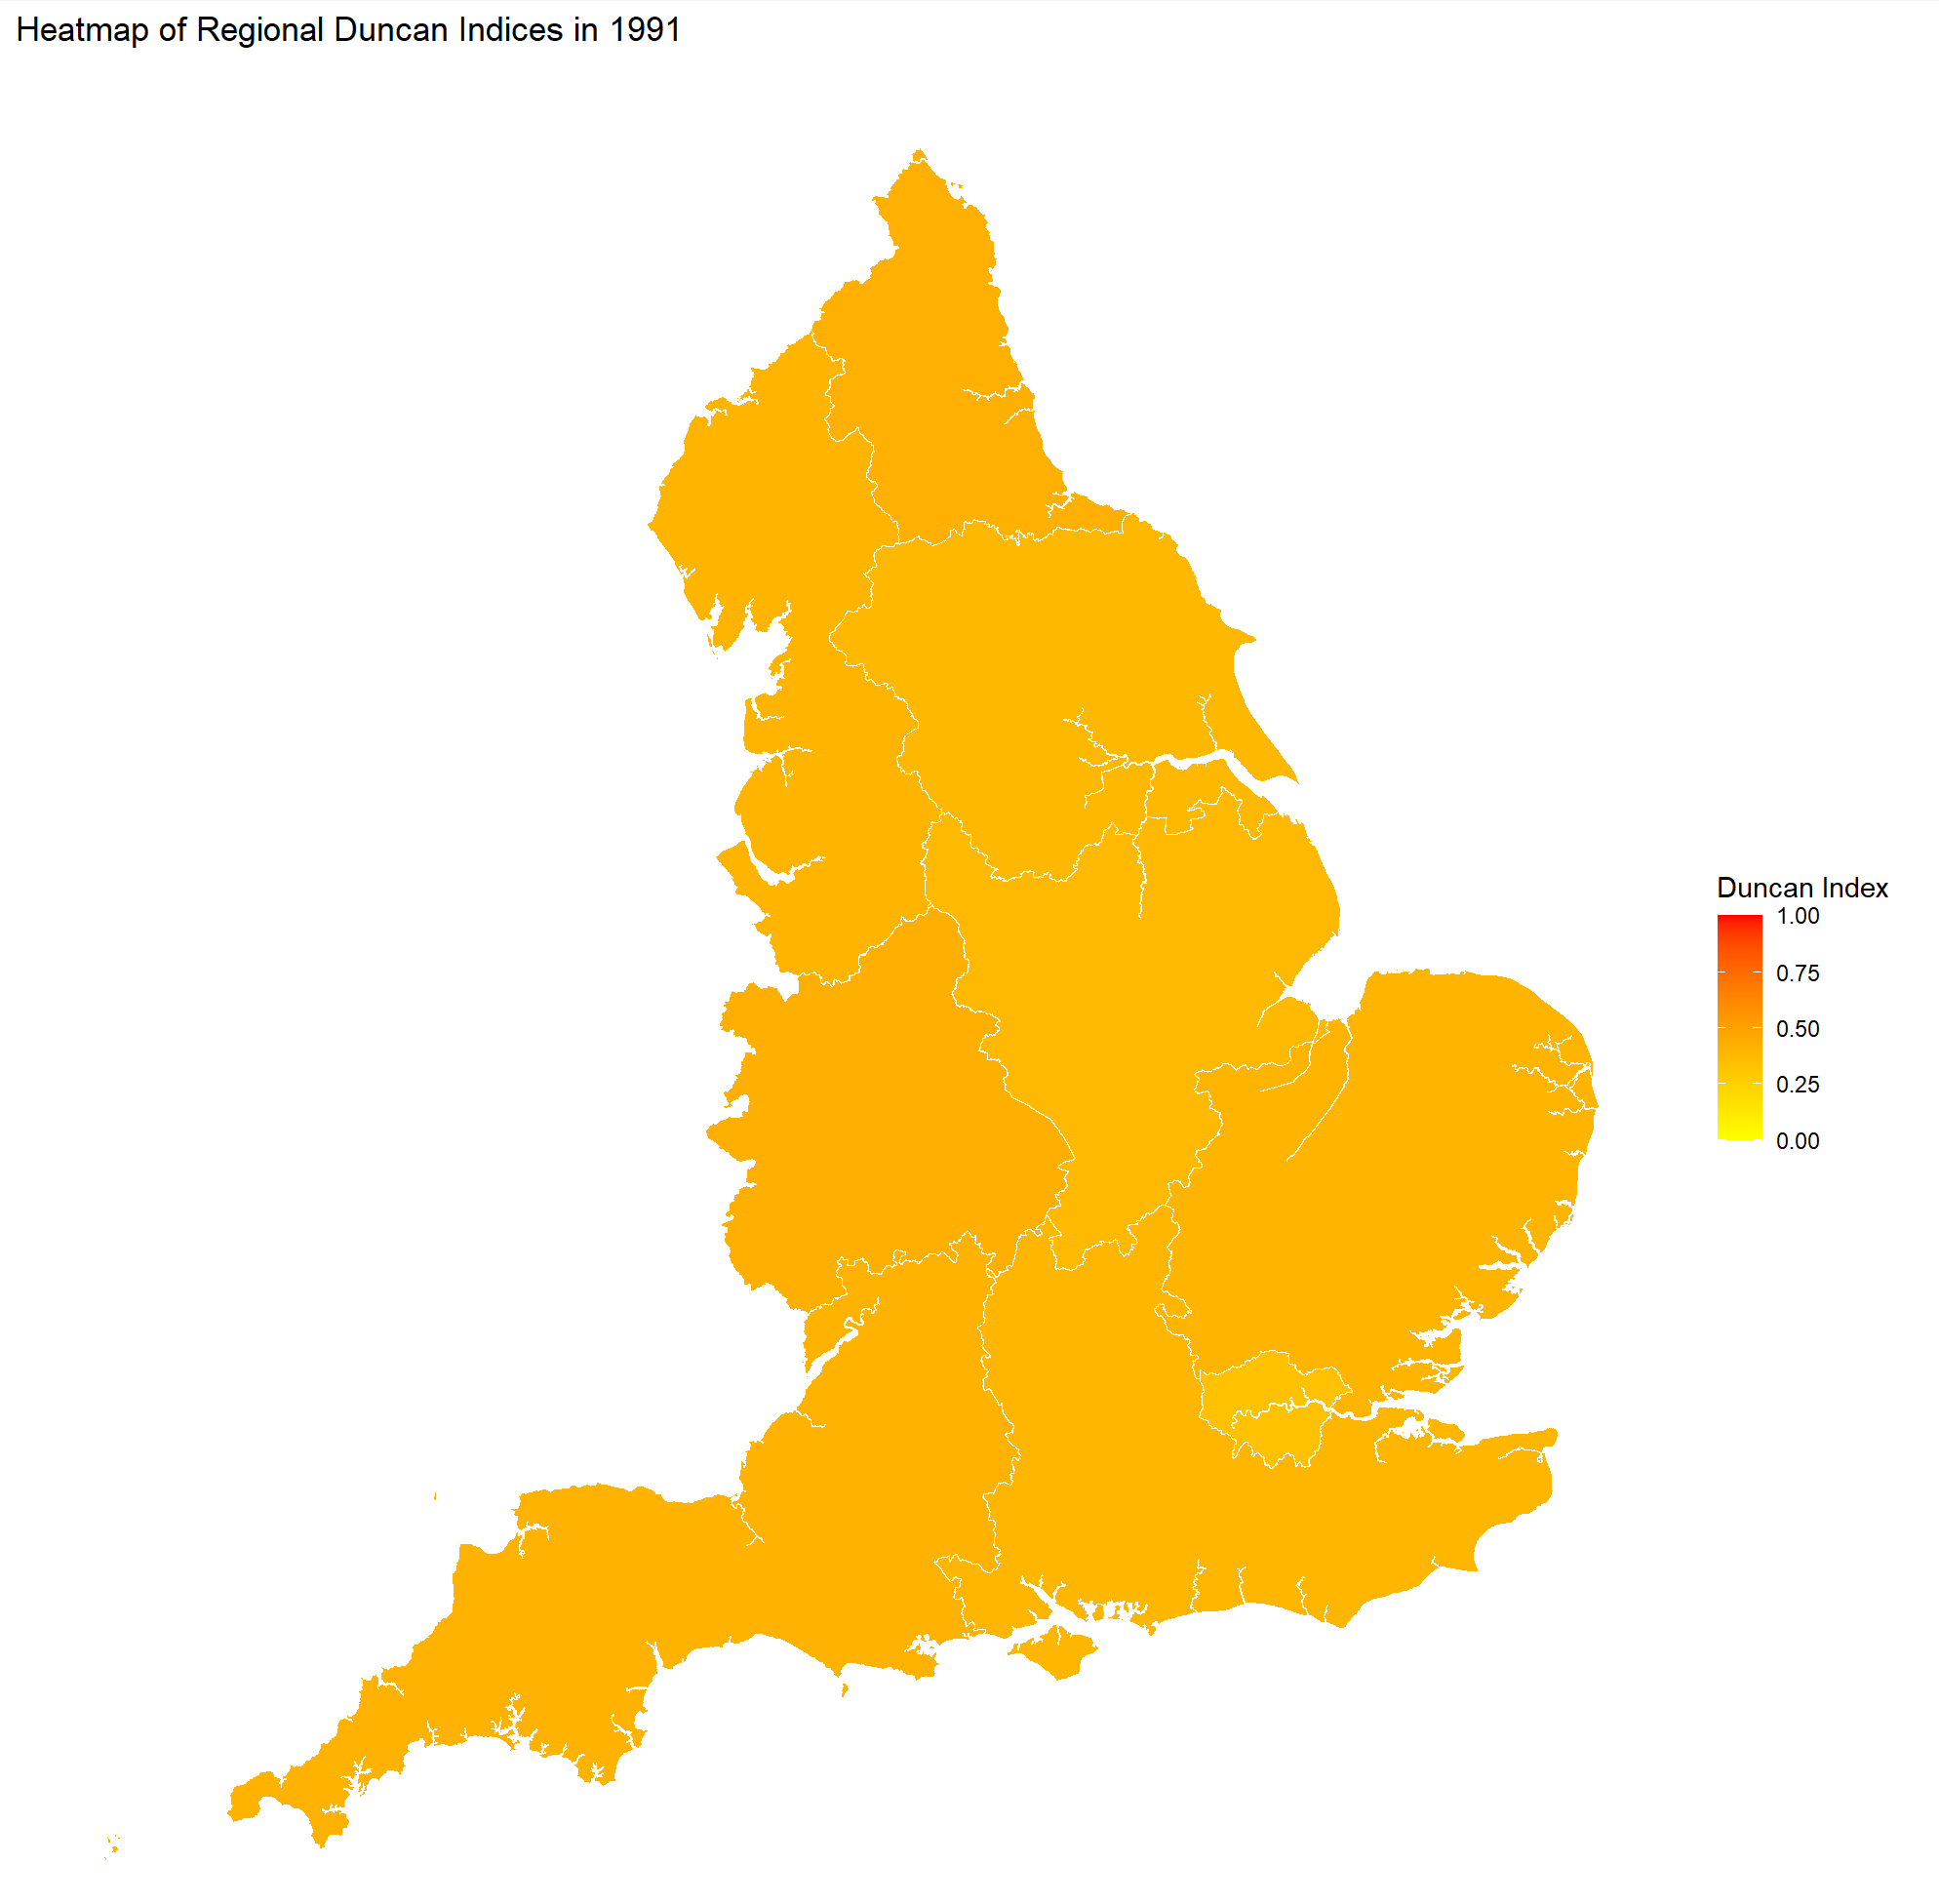 Heatmap of Regional Duncan Indices in 1991
Duncan Index
1.00
0.75
0.50
0.25
0.00